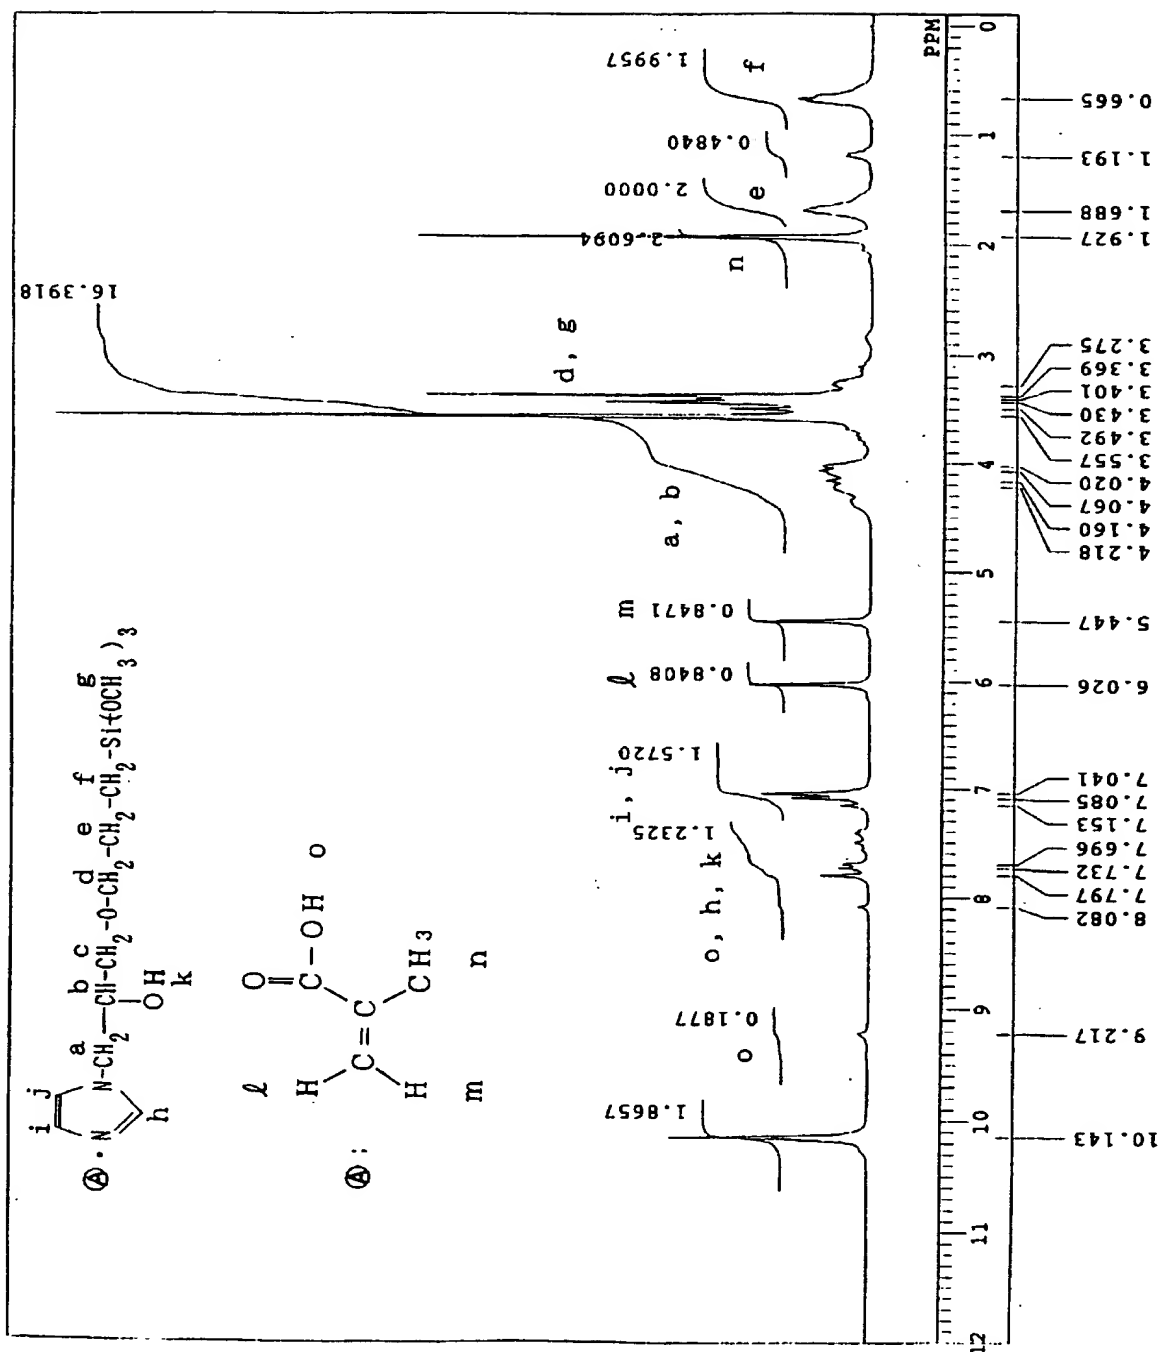 i j
a b c d e f g
Ⓐ·N N-CH2-CH-CH2-O-CH2-CH2-CH2-Si(OCH3)3
h
OH
k
Ⓐ:
ℓ
H
H
m
C=C
O
C-OH o
CH3
n
16.3918
1.8657
o
0.1877
o, h, k
1.2325
i, j
1.5720
ℓ
0.8408
m
0.8471
a, b
d, g
n
2.6094
e
2.0000
0.4840
f
1.9957
PPM
12 11 10 9 8 7 6 5 4 3 2 1 0
10.143
9.217
8.082
7.797
7.732
7.696
7.153
7.085
7.041
6.026
5.447
4.218
4.160
4.067
4.020
3.557
3.492
3.430
3.401
3.369
3.275
1.927
1.688
1.193
0.665